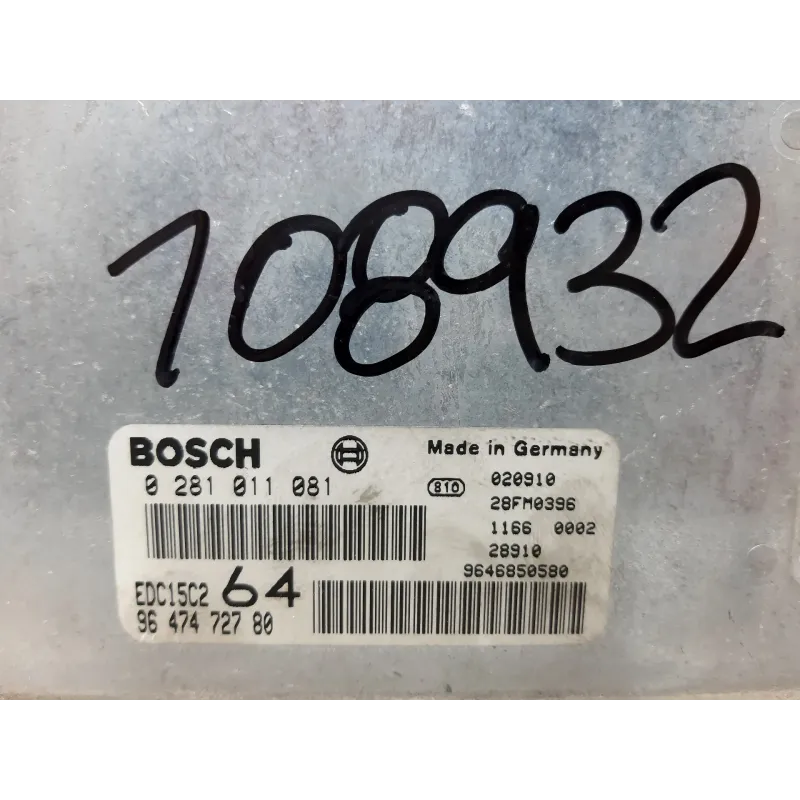 108932
BOSCH Made in Germany
0 281 011 081 810 020910
28FM0396
1166 0002
28910
9646850580
EDC15C2 64
96 474 727 80